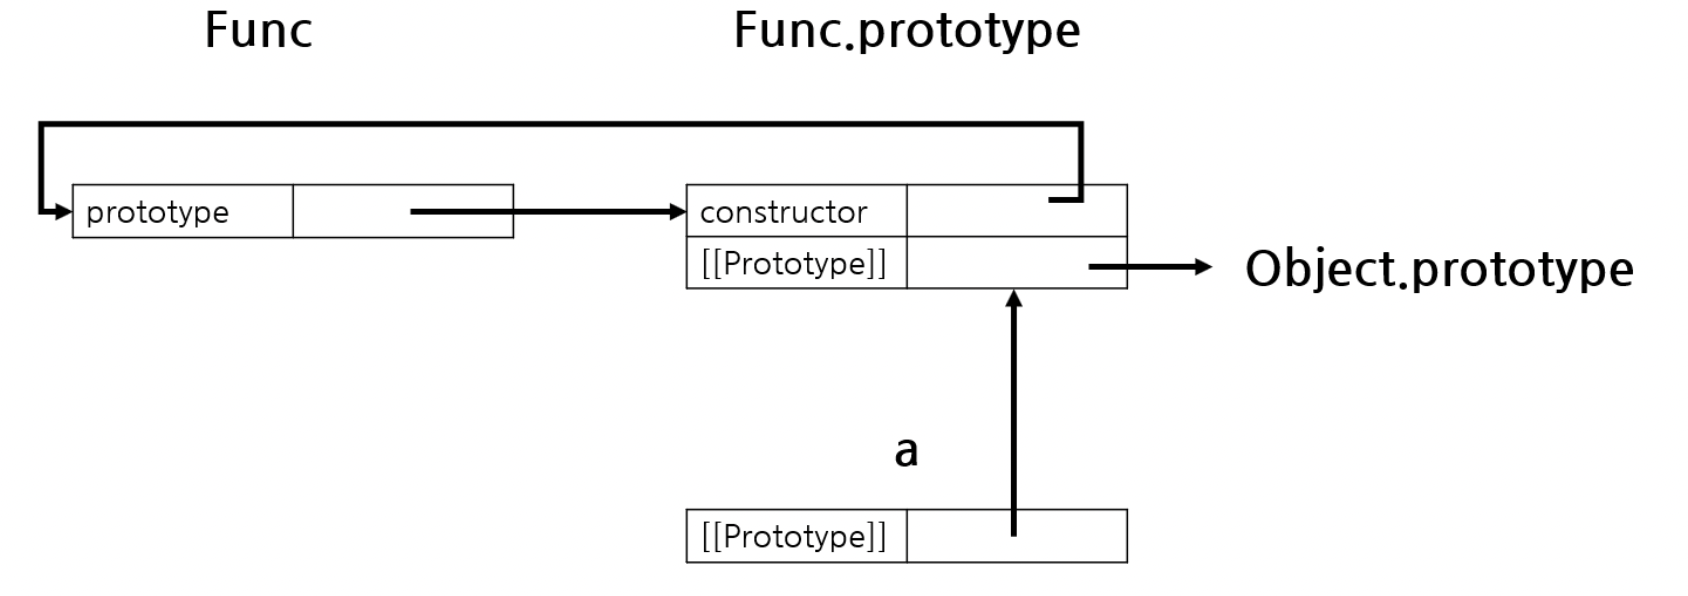 Func
Func.prototype
prototype
constructor
[[Prototype]]
Object.prototype
a
[[Prototype]]